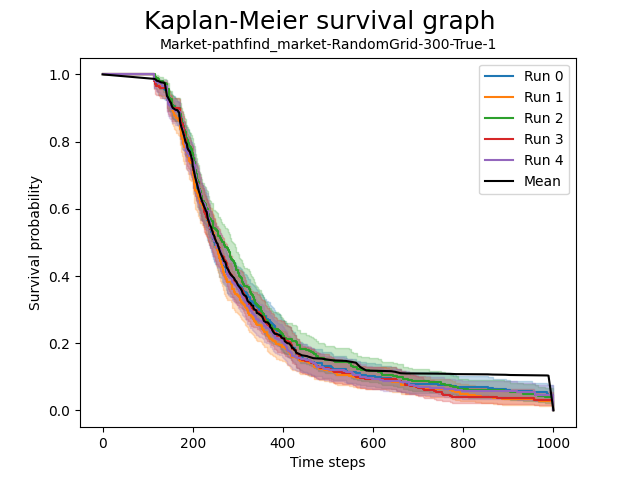 Kaplan-Meier survival graph
Market-pathfind_market-RandomGrid-300-True-1
Survival probability
1.0
0.8
0.6
0.4
0.2
0.0
Run 0
Run 1
Run 2
Run 3
Run 4
Mean
0 200 400 600 800 1000
Time steps